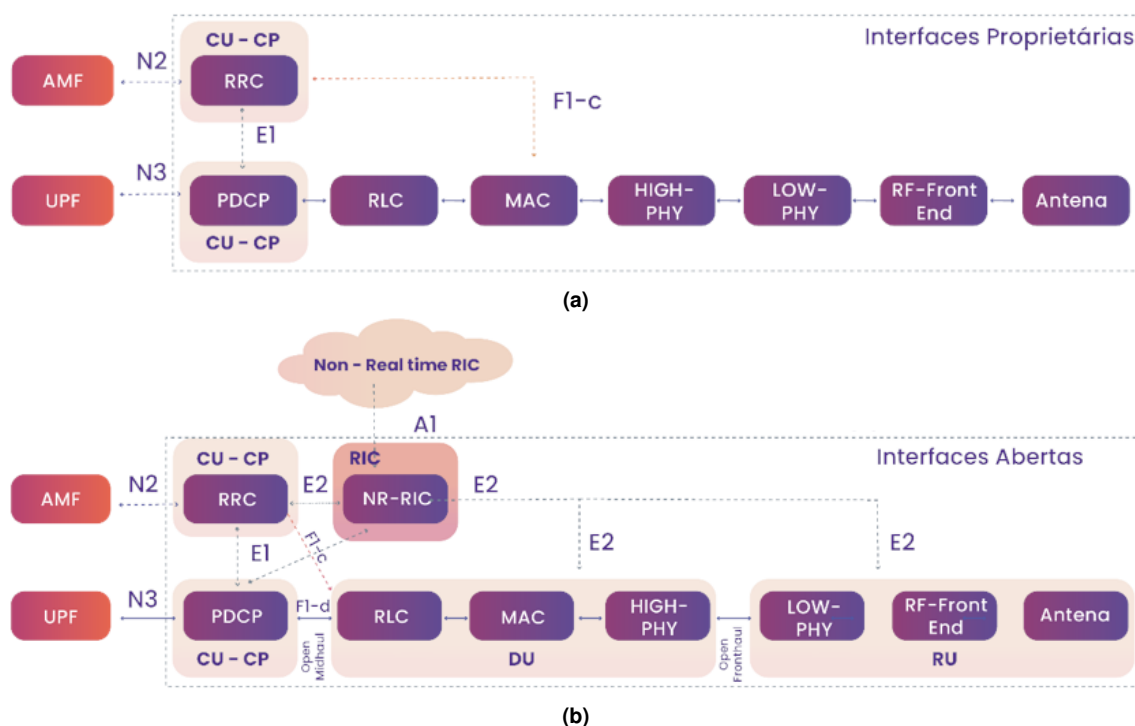 CU - CP
Interfaces Proprietárias
AMF
N2
RRC
F1-c
E1
UPF
N3
PDCP
RLC
MAC
HIGH-
PHY
LOW-
PHY
RF-Front
End
Antena
CU - CP
(a)
Non - Real time RIC
A1
CU - CP
RIC
Interfaces Abertas
AMF
N2
RRC
E2
NR-RIC
E2
F1-c
E1
E2
E2
UPF
N3
PDCP
F1-d
RLC
MAC
HIGH-
PHY
LOW-
PHY
RF-Front
End
Antena
CU - CP
Open
Midhaul
DU
Open
Fronthaul
RU
(b)